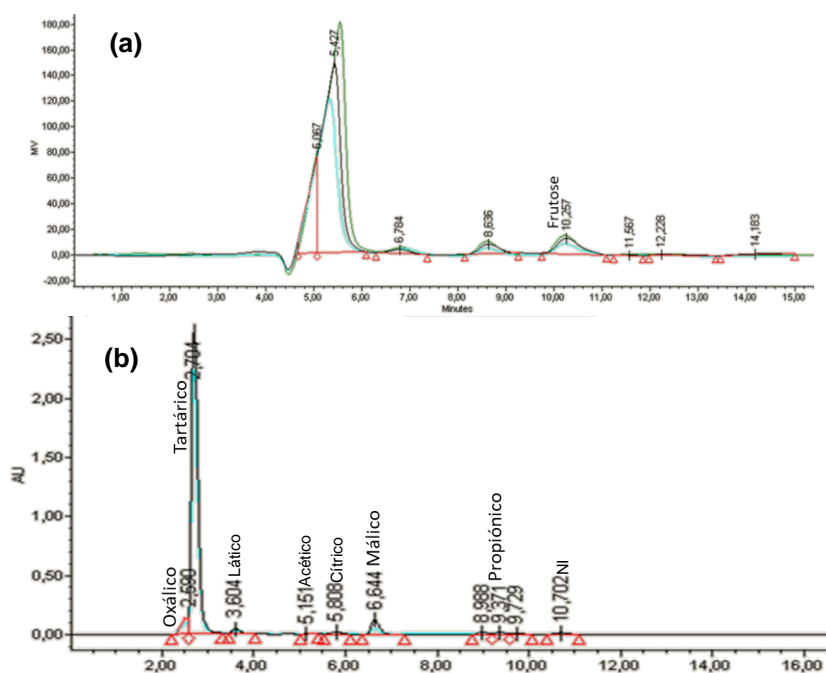 (a)
180,00
160,00
140,00
120,00
100,00
80,00
60,00
40,00
20,00
0,00
-20,00
MV
5,067
5,427
6,784
8,636
Frutose
10,257
11,567
12,228
14,183
1,00 2,00 3,00 4,00 5,00 6,00 7,00 8,00 9,00 10,00 11,00 12,00 13,00 14,00 15,00
Minutes
(b)
2,50
2,00
1,50
1,00
0,50
0,00
AU
Oxálico
2,590
Tartárico
2,704
3,604 Lático
5,151 Acético
5,808 Cítrico
6,644 Málico
8,988
9,371 Propiónico
9,729
10,702 NI
2,00 4,00 6,00 8,00 10,00 12,00 14,00 16,00